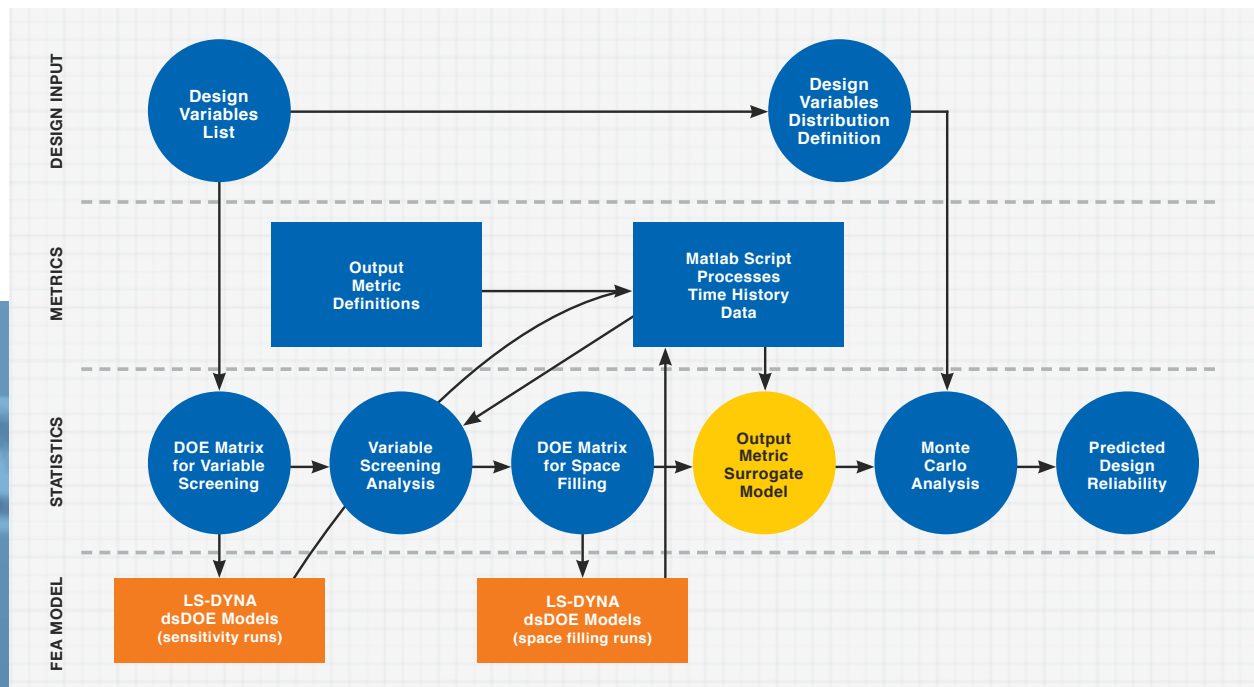 DESIGN INPUT
Design
Variables
List
Design
Variables
Distribution
Definition
METRICS
Output
Metric
Definitions
Matlab Script
Processes
Time History
Data
STATISTICS
DOE Matrix
for Variable
Screening
Variable
Screening
Analysis
DOE Matrix
for Space
Filling
Output
Metric
Surrogate
Model
Monte
Carlo
Analysis
Predicted
Design
Reliability
FEA MODEL
LS-DYNA
dsDOE Models
(sensitivity runs)
LS-DYNA
dsDOE Models
(space filling runs)